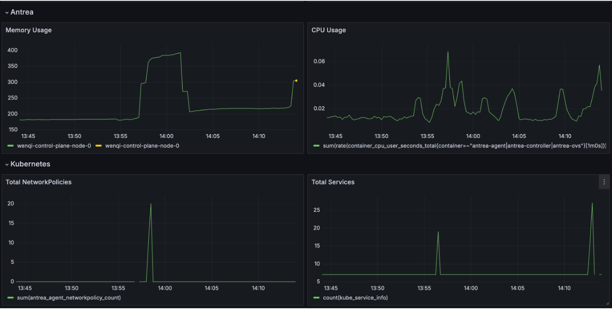 Antrea
Memory Usage
400
350
300
250
200
150
13:45 13:50 13:55 14:00 14:05 14:10
wenqi-control-plane-node-0 wenqi-control-plane-node-0
CPU Usage
0.06
0.04
0.02
13:45 13:50 13:55 14:00 14:05 14:10
sum(rate(container_cpu_user_seconds_total{container=~"antrea-agent|antrea-controller|antrea-ovs"}[1m0s]))
Kubernetes
Total NetworkPolicies
20
15
10
5
0
13:45 13:50 13:55 14:00 14:05 14:10
sum(antrea_agent_networkpolicy_count)
Total Services
25
20
15
10
5
13:45 13:50 13:55 14:00 14:05 14:10
count(kube_service_info)